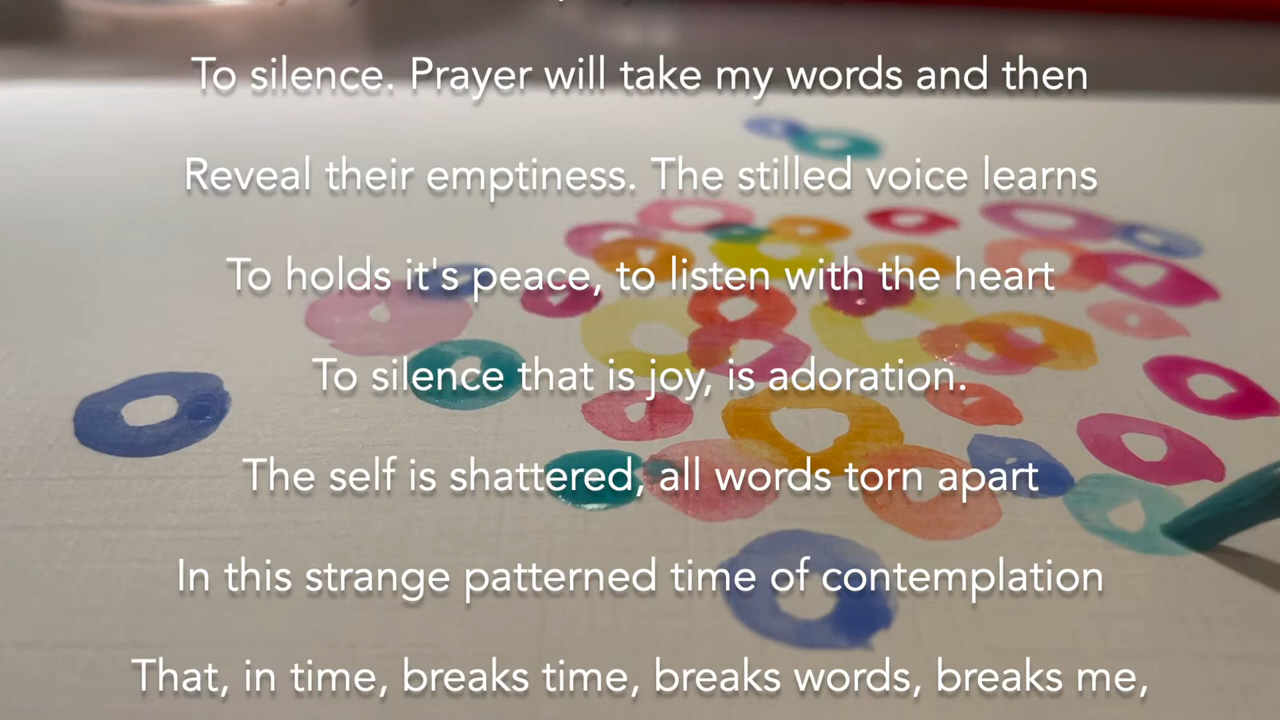 To silence. Prayer will take my words and then
Reveal their emptiness. The stilled voice learns
To holds it's peace, to listen with the heart
To silence that is joy, is adoration.
The self is shattered, all words torn apart
In this strange patterned time of contemplation
That, in time, breaks time, breaks words, breaks me,